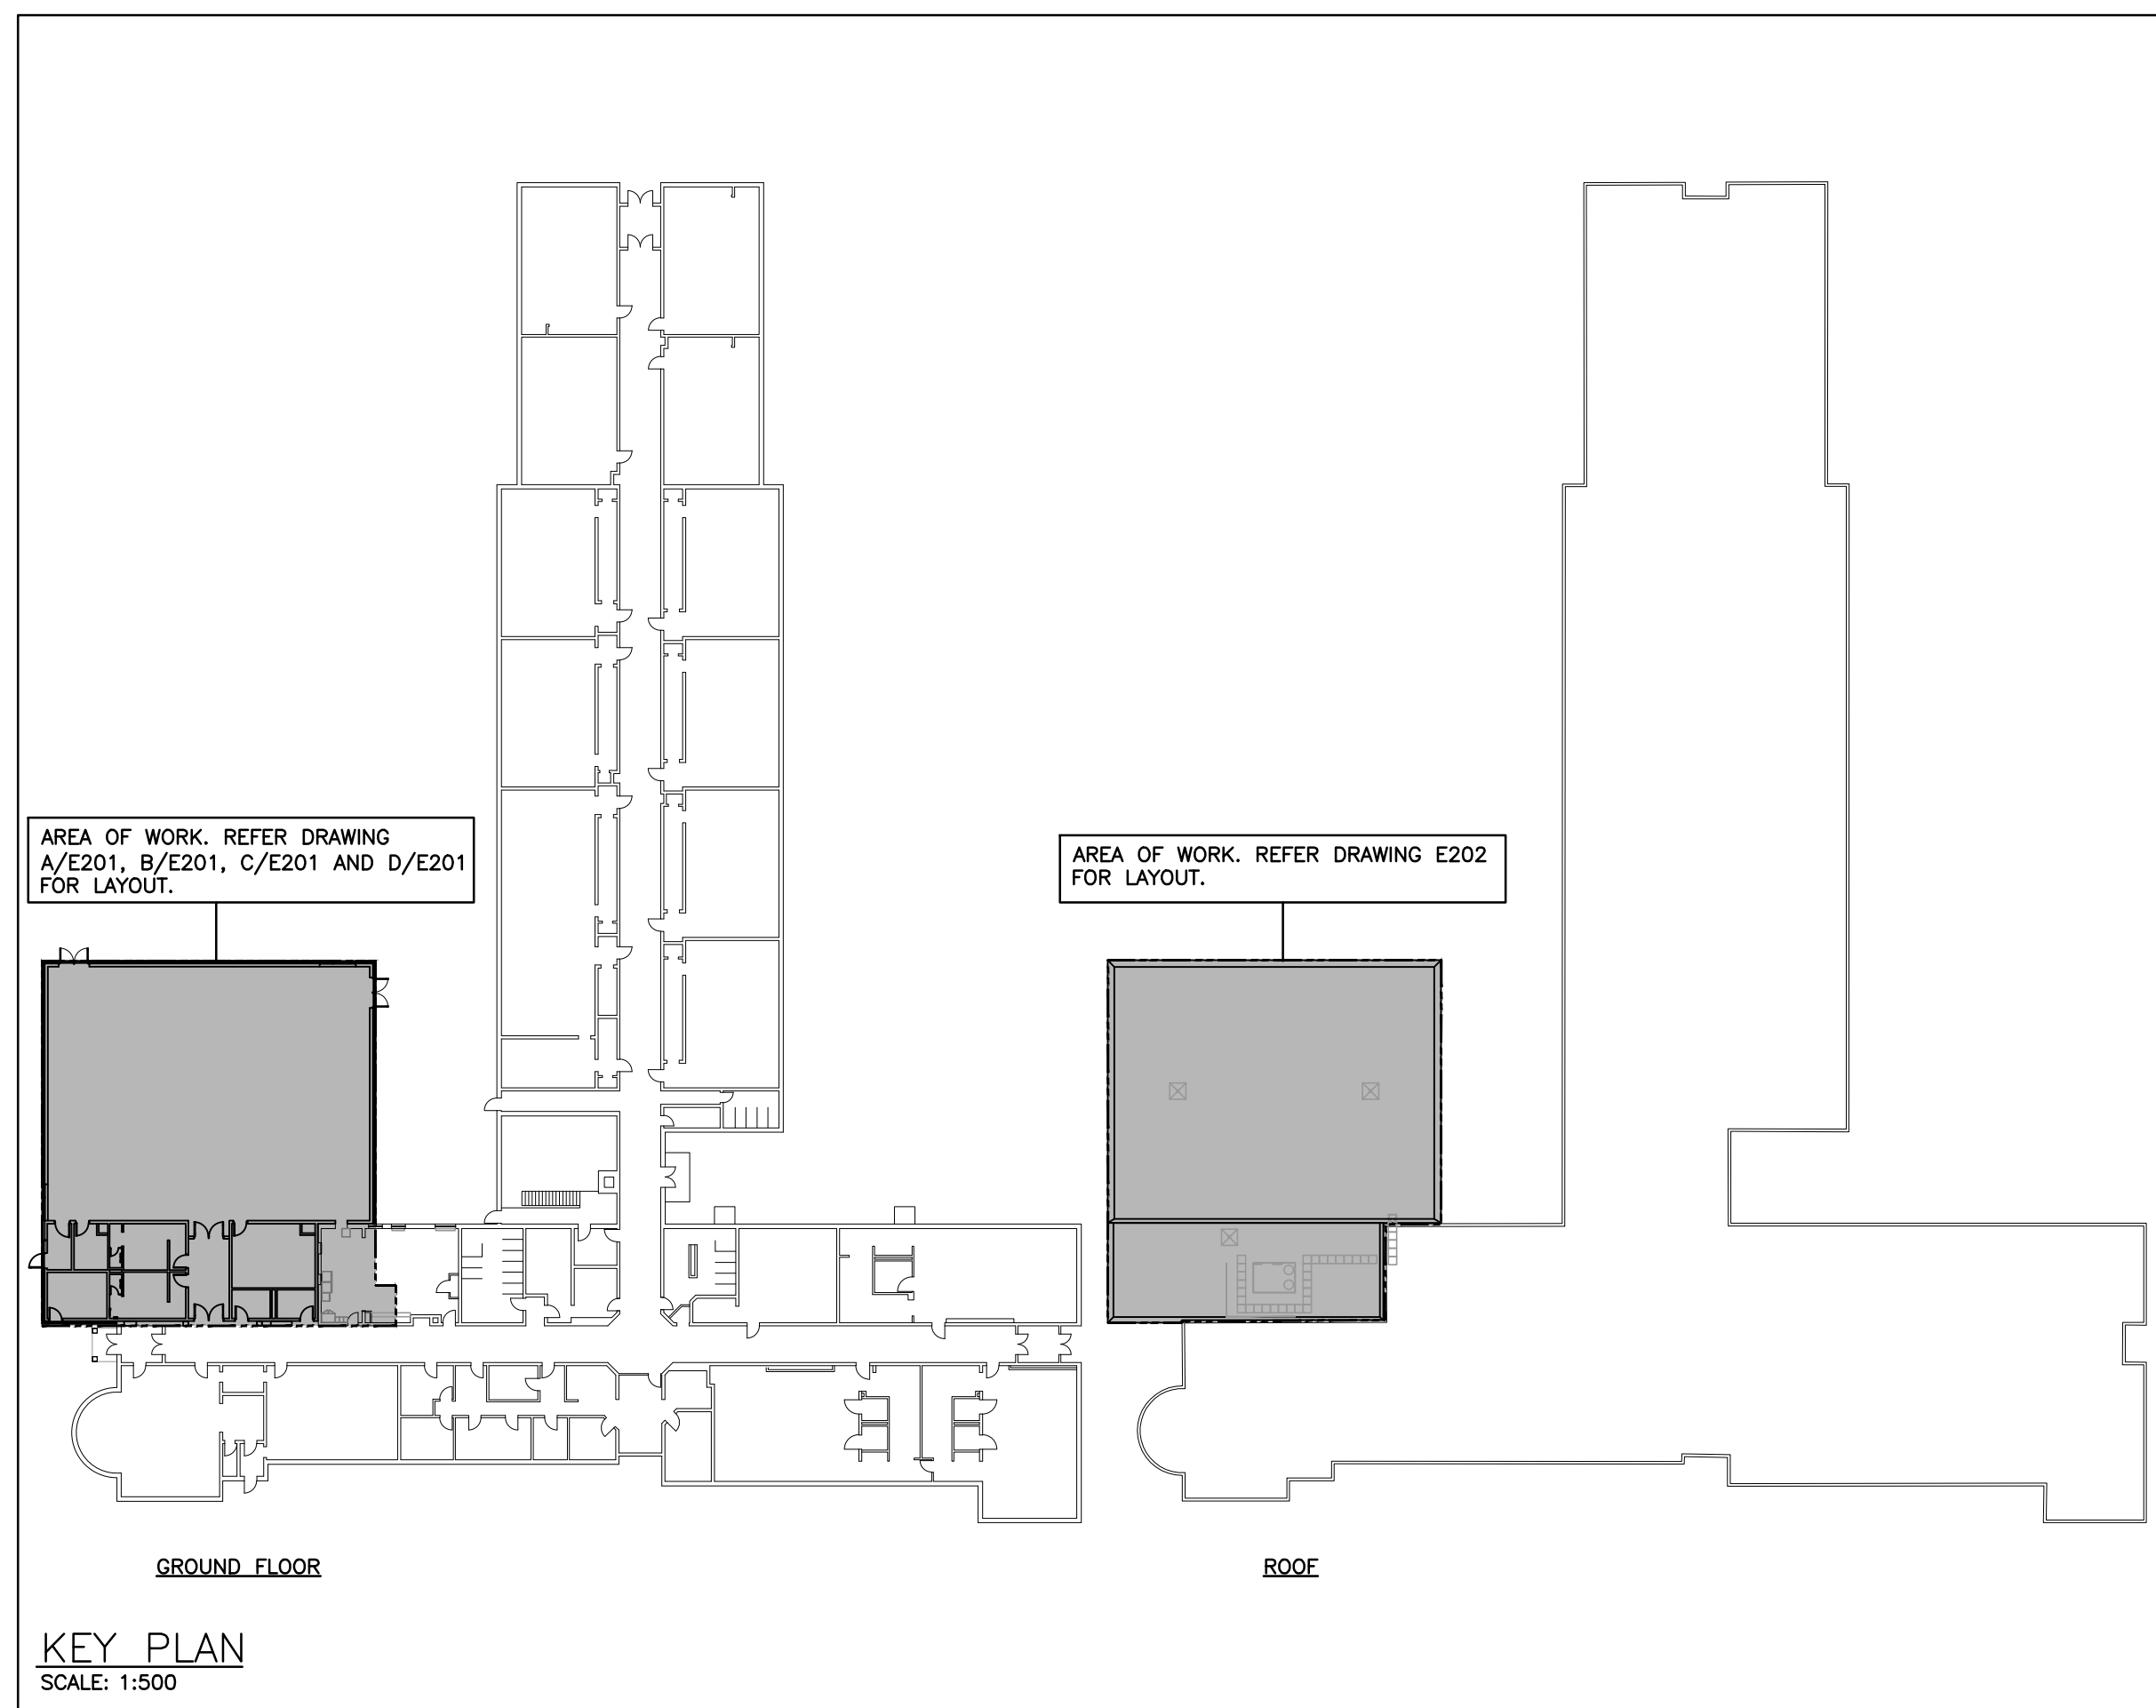 AREA OF WORK. REFER DRAWING
A/E201, B/E201, C/E201 AND D/E201
FOR LAYOUT.
AREA OF WORK. REFER DRAWING E202
FOR LAYOUT.
GROUND FLOOR
ROOF
KEY PLAN
SCALE: 1:500